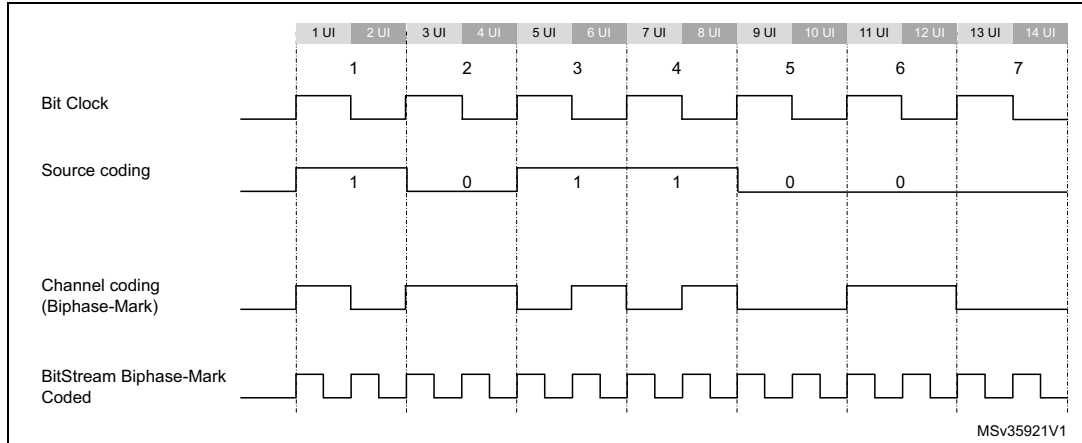 1 UI 2 UI 3 UI 4 UI 5 UI 6 UI 7 UI 8 UI 9 UI 10 UI 11 UI 12 UI 13 UI 14 UI
1 2 3 4 5 6 7
Bit Clock
Source coding
1 0 1 1 0 0
Channel coding
(Biphase-Mark)
BitStream Biphase-Mark
Coded
MSv35921V1